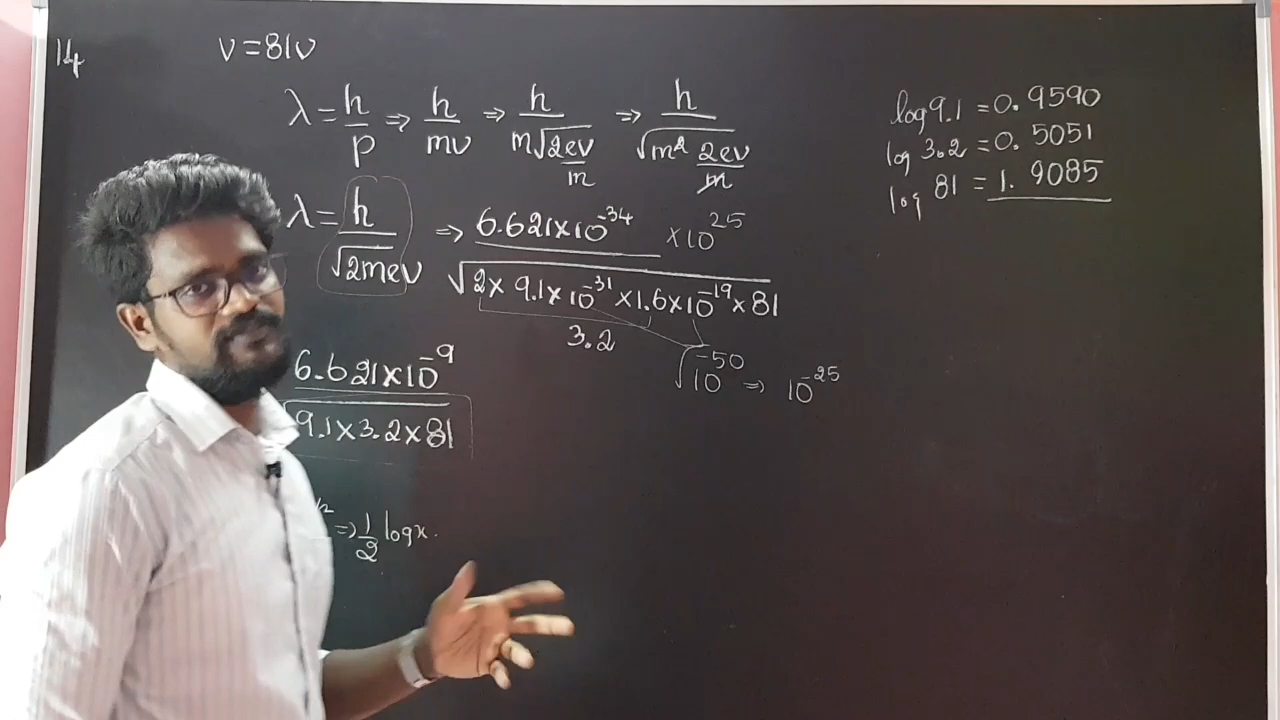 14 v=81v
λ = h/p ⇒ h/mv ⇒ h/m√(2ev/m) ⇒ h/√(m² 2ev/m)
λ = h/√2mev ⇒ 6.621×10⁻³⁴/√(2× 9.1×10⁻³¹×1.6×10⁻¹⁹×81) ×10²⁵
3.2
√10⁻⁵⁰ ⇒ 10⁻²⁵
6.621×10⁻⁹/√(9.1×3.2×81)
⇒ 1/2 log x.
log 9.1 = 0.9590
log 3.2 = 0.5051
log 81 = 1.9085